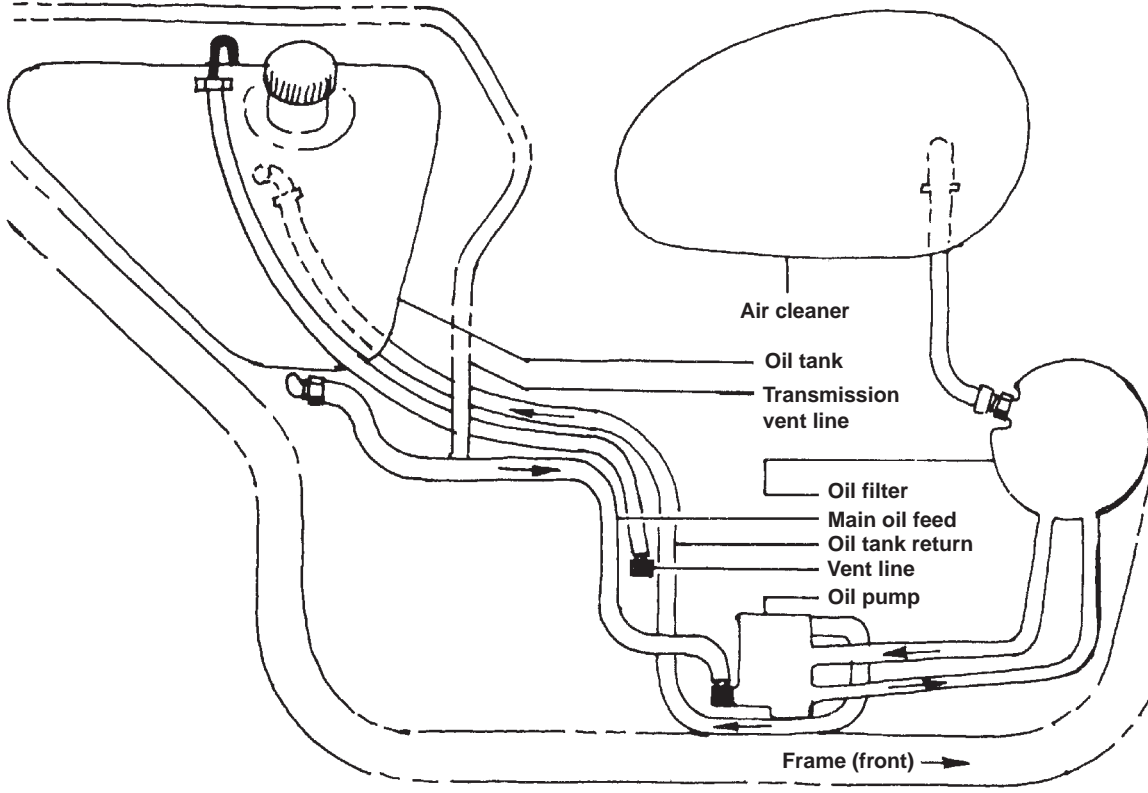 Air cleaner
Oil tank
Transmission
vent line
Oil filter
Main oil feed
Oil tank return
Vent line
Oil pump
Frame (front)